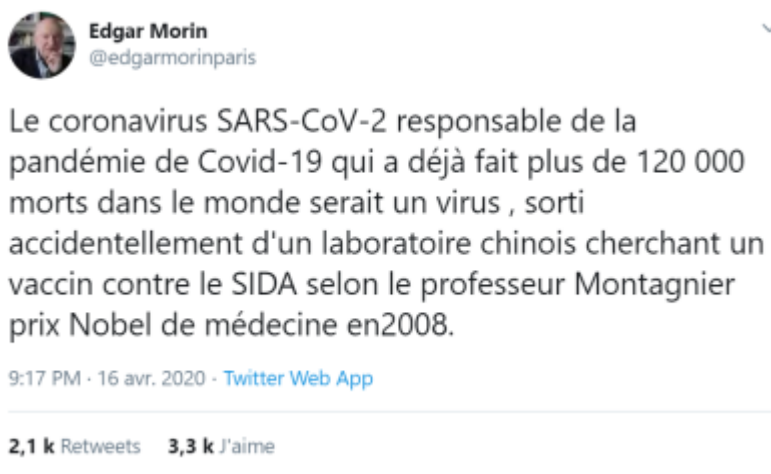 Edgar Morin
@edgarmorinparis
Le coronavirus SARS-CoV-2 responsable de la
pandémie de Covid-19 qui a déjà fait plus de 120 000
morts dans le monde serait un virus , sorti
accidentellement d'un laboratoire chinois cherchant un
vaccin contre le SIDA selon le professeur Montagnier
prix Nobel de médecine en2008.
9:17 PM · 16 avr. 2020 · Twitter Web App
2,1 k Retweets 3,3 k J'aime